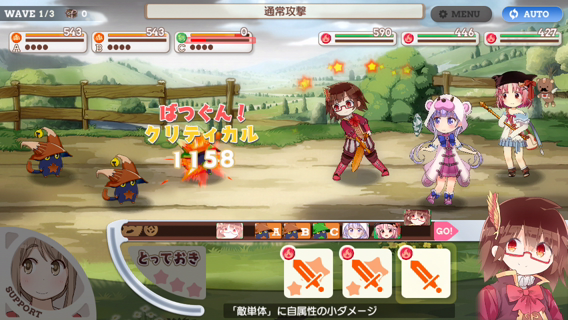 WAVE 1/3 0
通常攻撃
MENU
AUTO
543
A
543
B
0
C
590
446
427
ばつぐん!
クリティカル
1158
A B C GO!
とっておき
SUPPORT
「敵単体」に自属性の小ダメージ